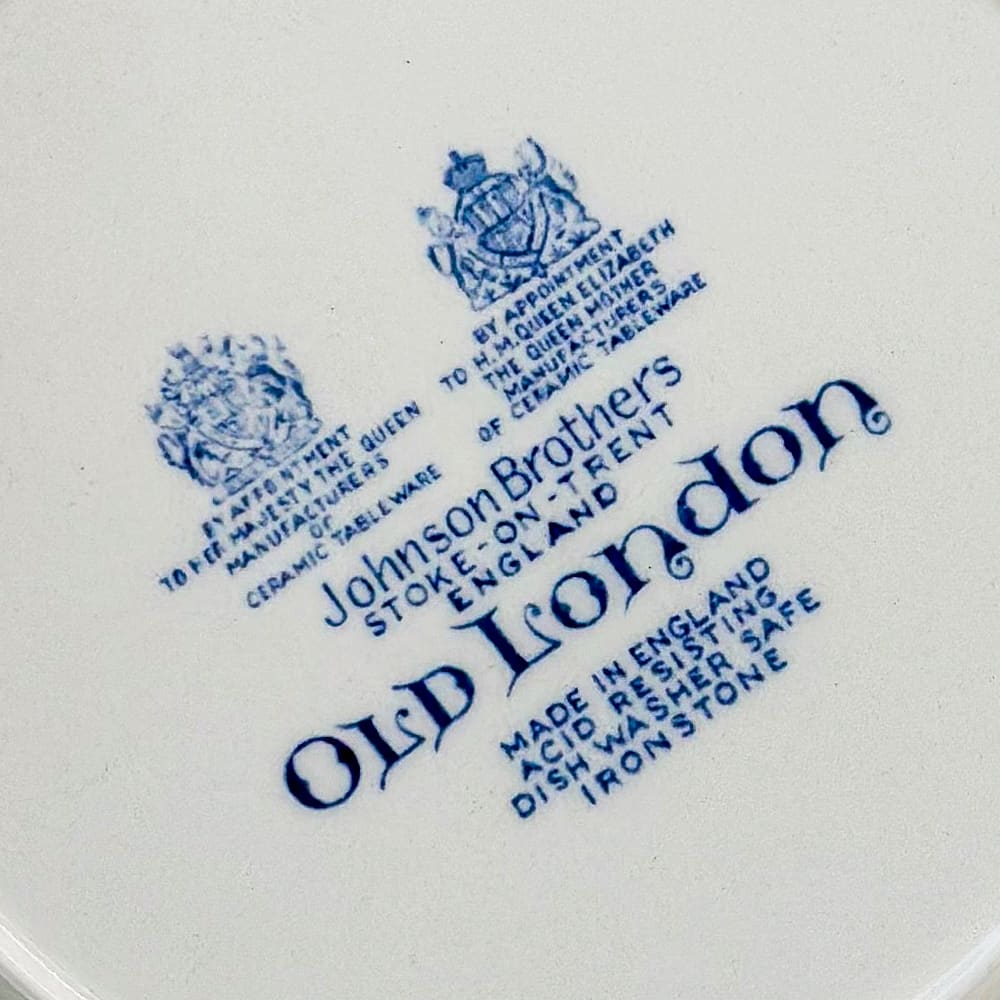 BY APPOINTMENT
TO HER MAJESTY THE QUEEN
MANUFACTURERS
OF
CERAMIC TABLEWARE
BY APPOINTMENT
TO H.M. QUEEN ELIZABETH
THE QUEEN MOTHER
MANUFACTURERS
OF CERAMIC TABLEWARE
Johnson Brothers
STOKE-ON-TRENT
ENGLAND
OLD London
MADE IN ENGLAND
ACID RESISTING
DISH WASHER SAFE
IRONSTONE